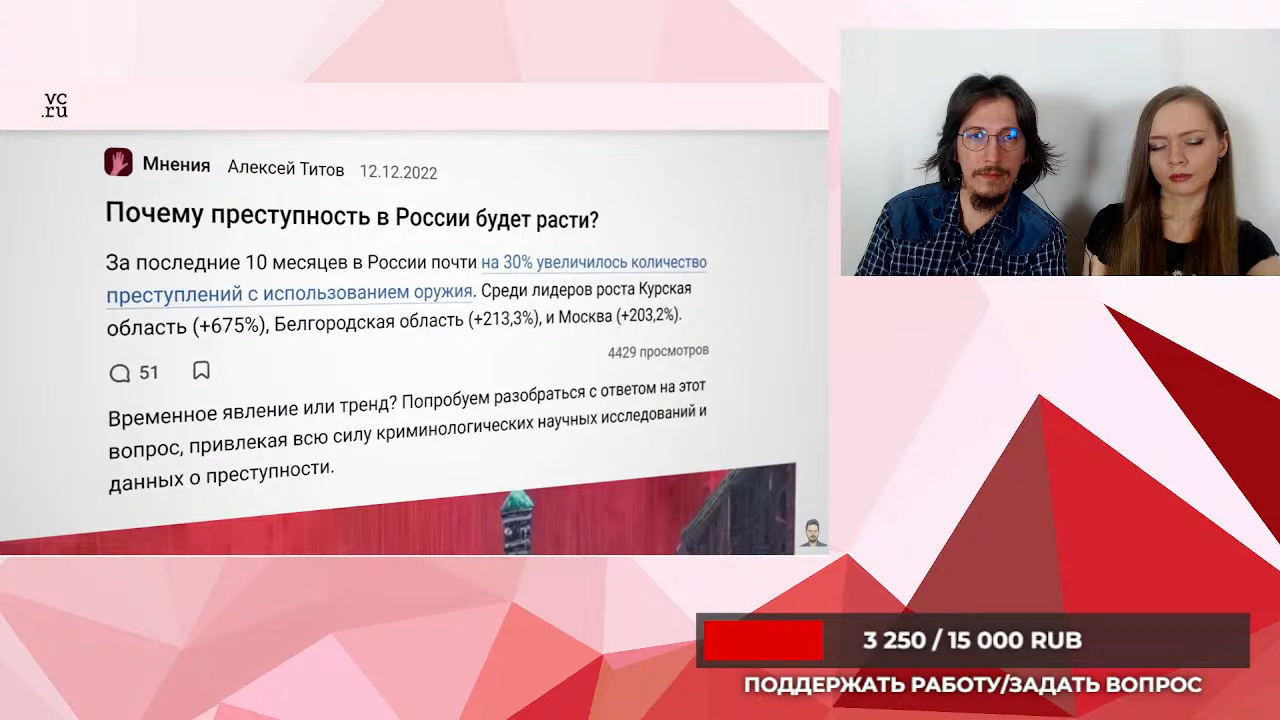 vc
.ru
Мнения Алексей Титов 12.12.2022
Почему преступность в России будет расти?
За последние 10 месяцев в России почти на 30% увеличилось количество
преступлений с использованием оружия. Среди лидеров роста Курская
область (+675%), Белгородская область (+213,3%), и Москва (+203,2%).
4429 просмотров
51
Временное явление или тренд? Попробуем разобраться с ответом на этот
вопрос, привлекая всю силу криминологических научных исследований и
данных о преступности.
3 250 / 15 000 RUB
ПОДДЕРЖАТЬ РАБОТУ/ЗАДАТЬ ВОПРОС